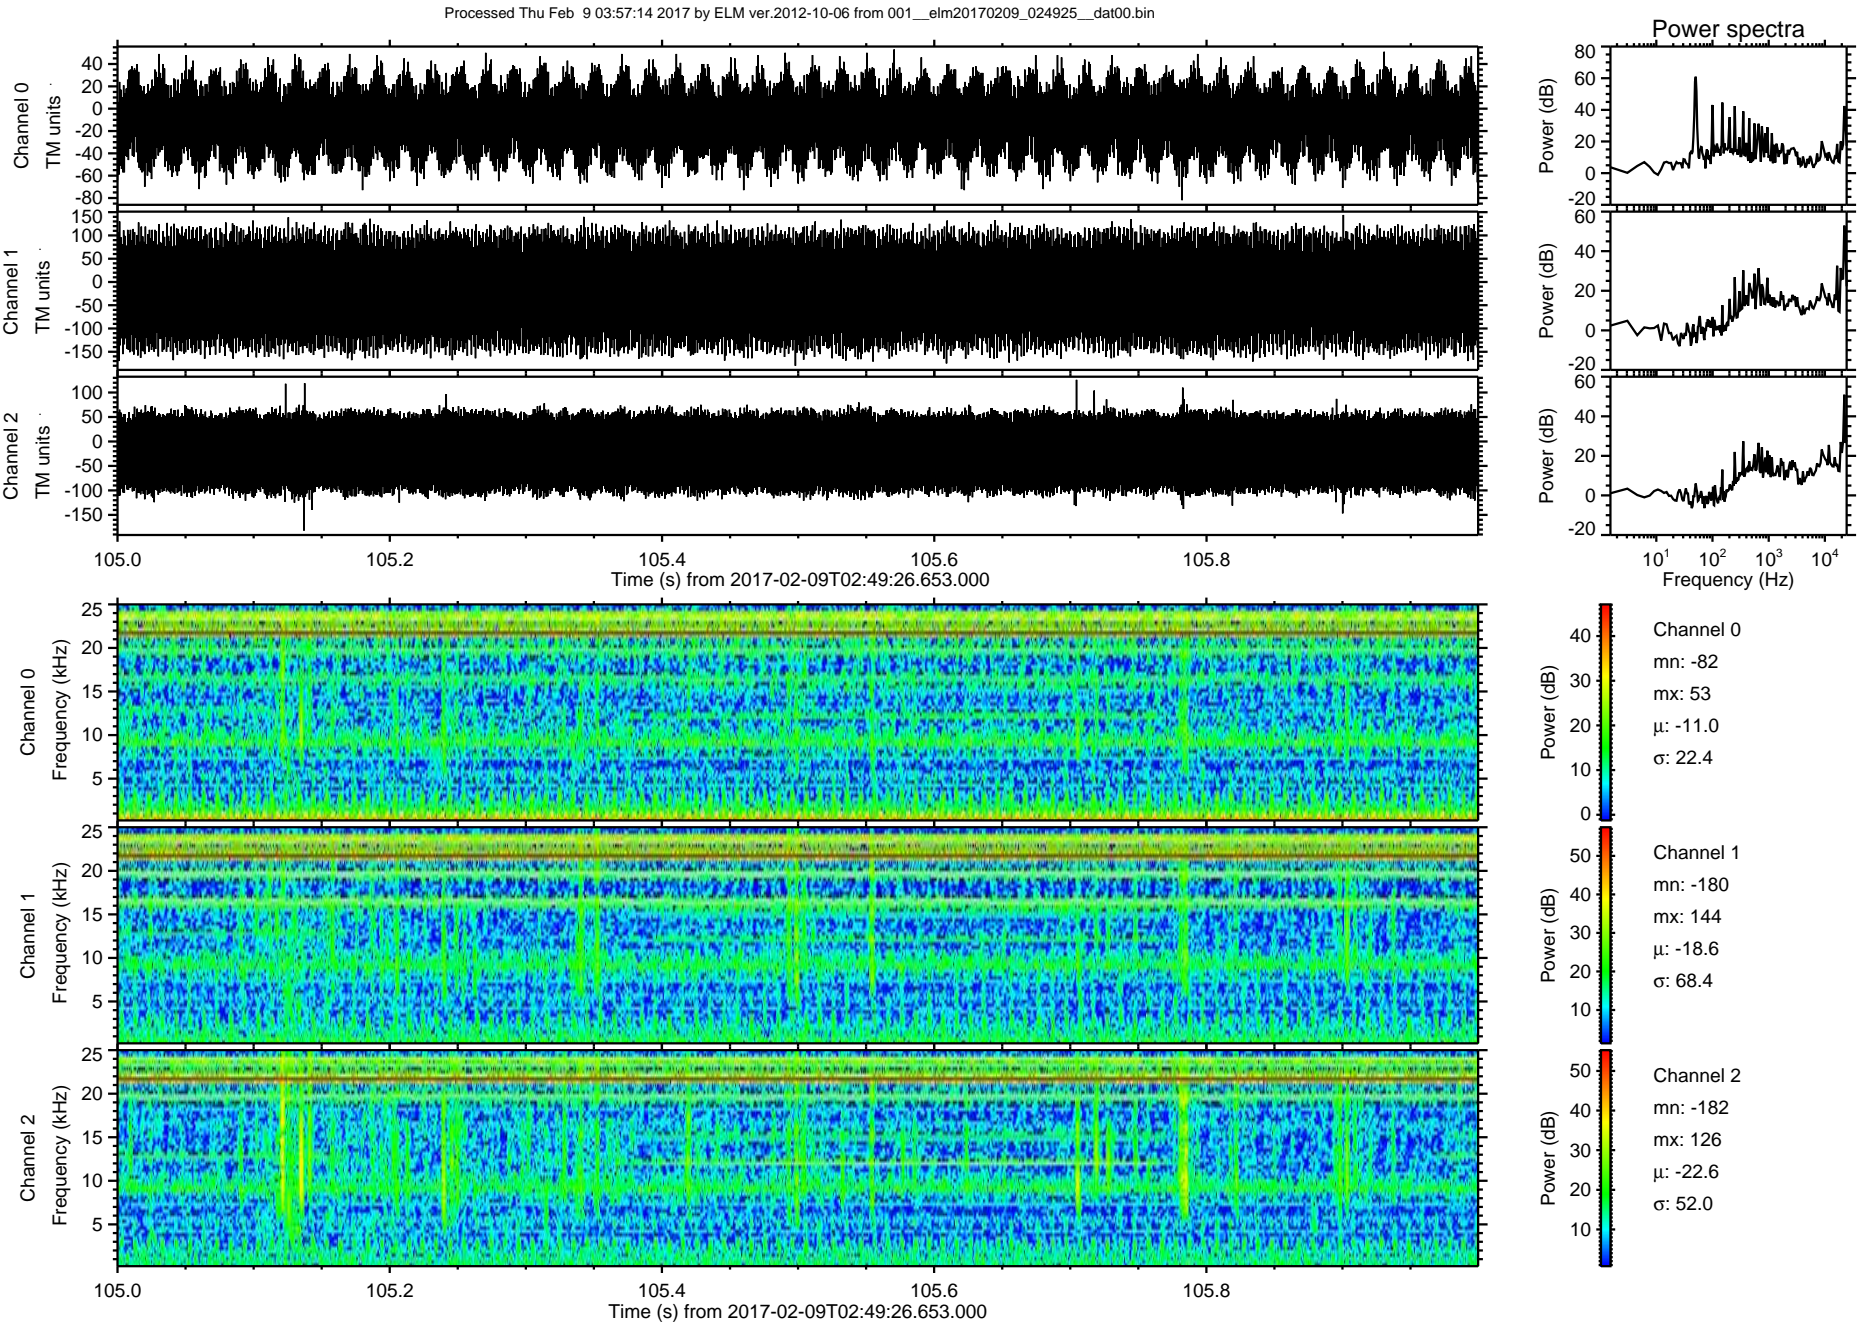 Processed Thu Feb  9 03:57:14 2017 by ELM ver.2012-10-06 from 001__elm20170209_024925__dat00.bin
Power spectra
Channel 0
TM units
40
20
0
-20
-40
-60
-80
Power (dB)
80
60
40
20
0
-20
Channel 1
TM units
150
100
50
0
-50
-100
-150
Power (dB)
60
40
20
0
-20
Channel 2
TM units
100
50
0
-50
-100
-150
Power (dB)
60
40
20
0
-20
105.0 105.2 105.4 105.6 105.8
Time (s) from 2017-02-09T02:49:26.653.000
10^1 10^2 10^3 10^4
Frequency (Hz)
Channel 0
Frequency (kHz)
25
20
15
10
5
Power (dB)
40
30
20
10
0
Channel 0
mn: -82
mx: 53
μ: -11.0
σ: 22.4
Channel 1
Frequency (kHz)
25
20
15
10
5
Power (dB)
50
40
30
20
10
Channel 1
mn: -180
mx: 144
μ: -18.6
σ: 68.4
Channel 2
Frequency (kHz)
25
20
15
10
5
Power (dB)
50
40
30
20
10
Channel 2
mn: -182
mx: 126
μ: -22.6
σ: 52.0
105.0 105.2 105.4 105.6 105.8
Time (s) from 2017-02-09T02:49:26.653.000